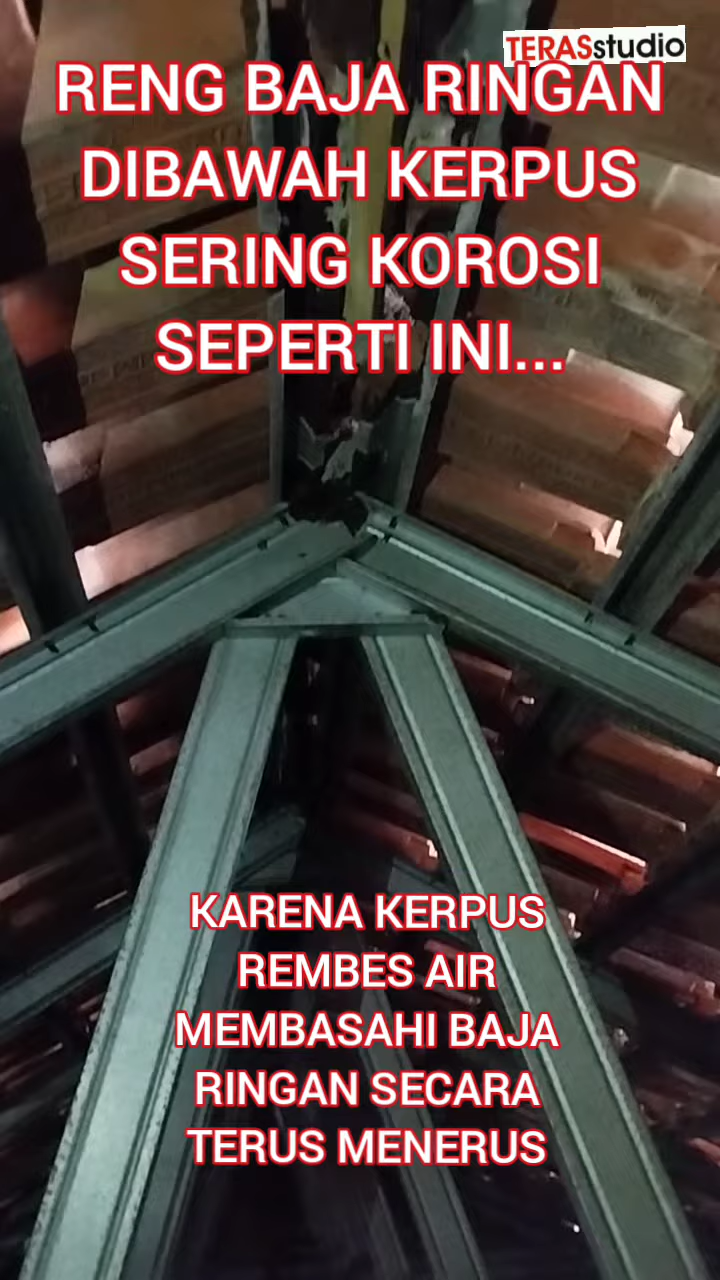 TERASstudio
RENG BAJA RINGAN
DIBAWAH KERPUS
SERING KOROSI
SEPERTI INI...
KARENA KERPUS
REMBES AIR
MEMBASAHI BAJA
RINGAN SECARA
TERUS MENERUS